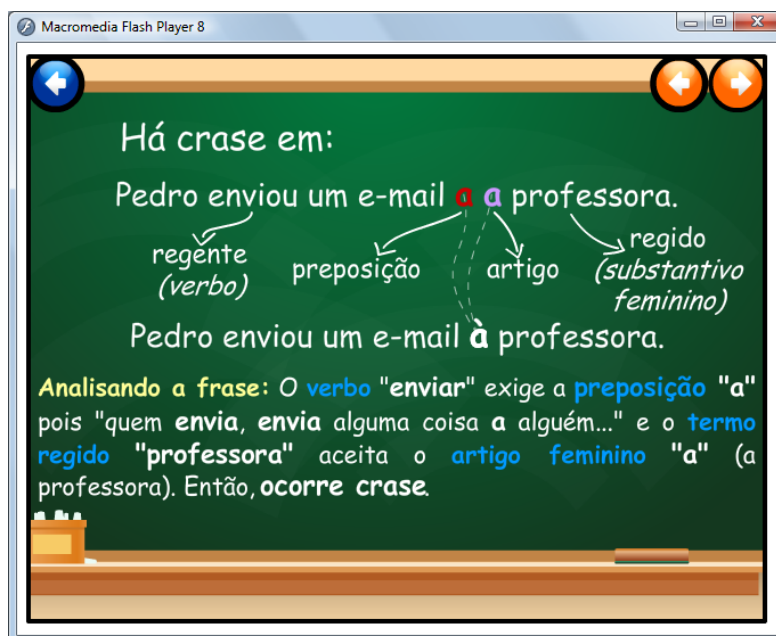 Macromedia Flash Player 8
Há crase em:
Pedro enviou um e-mail a a professora.
regente
(verbo)
preposição
artigo
regido
(substantivo
feminino)
Pedro enviou um e-mail à professora.
Analisando a frase: O verbo "enviar" exige a preposição "a"
pois "quem envia, envia alguma coisa a alguém..." e o termo
regido "professora" aceita o artigo feminino "a" (a
professora). Então, ocorre crase.